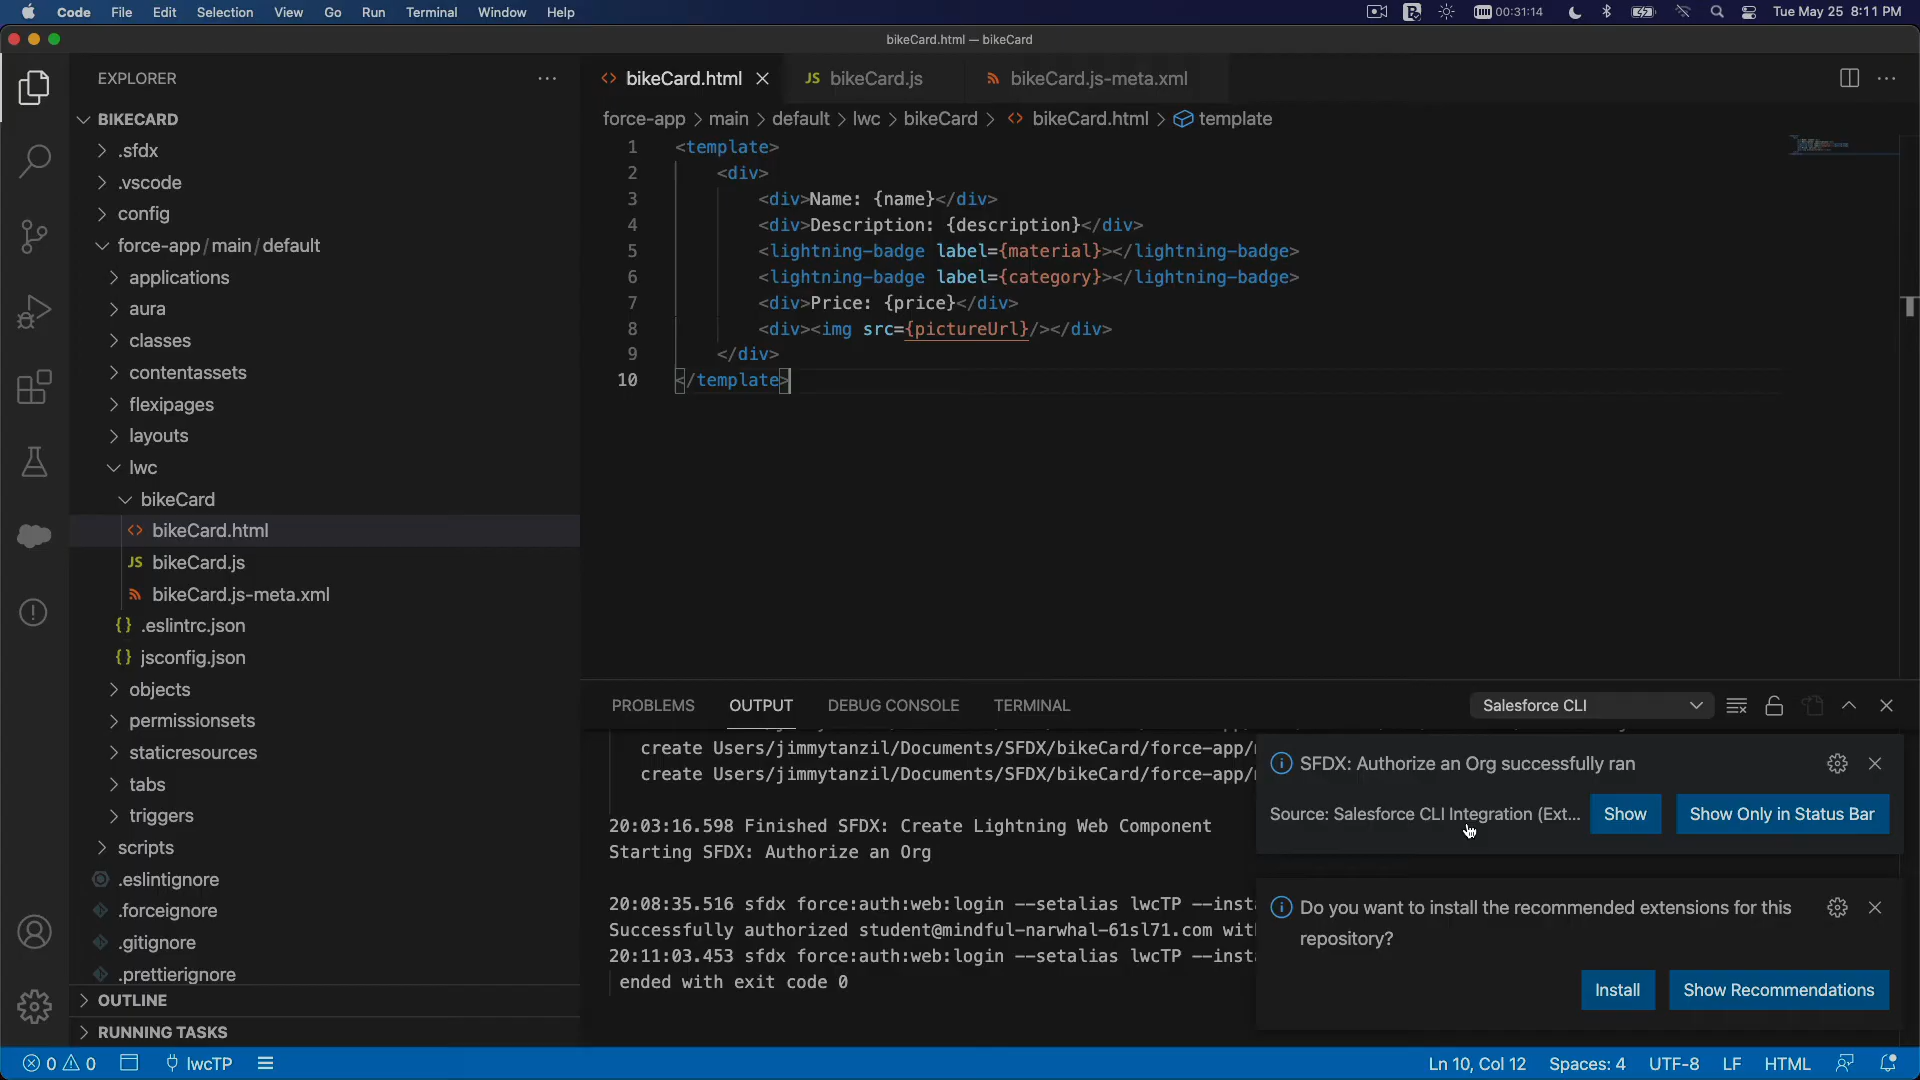 Code File Edit Selection View Go Run Terminal Window Help 00:31:14 Tue May 25 8:11 PM
bikeCard.html — bikeCard
EXPLORER
BIKECARD
.sfdx
.vscode
config
force-app/main/default
applications
aura
classes
contentassets
flexipages
layouts
lwc
bikeCard
bikeCard.html
JS bikeCard.js
bikeCard.js-meta.xml
{} .eslintrc.json
{} jsconfig.json
objects
permissionsets
staticresources
tabs
triggers
scripts
.eslintignore
.forceignore
.gitignore
.prettierignore
OUTLINE
RUNNING TASKS
bikeCard.html JS bikeCard.js bikeCard.js-meta.xml
force-app > main > default > lwc > bikeCard > bikeCard.html > template
1 <template>
2 <div>
3 <div>Name: {name}</div>
4 <div>Description: {description}</div>
5 <lightning-badge label={material}></lightning-badge>
6 <lightning-badge label={category}></lightning-badge>
7 <div>Price: {price}</div>
8 <div><img src={pictureUrl}/></div>
9 </div>
10 </template>
PROBLEMS OUTPUT DEBUG CONSOLE TERMINAL Salesforce CLI
create Users/jimmytanzil/Documents/SFDX/bikeCard/force-app/
create Users/jimmytanzil/Documents/SFDX/bikeCard/force-app/
20:03:16.598 Finished SFDX: Create Lightning Web Component
Starting SFDX: Authorize an Org
20:08:35.516 sfdx force:auth:web:login --setalias lwcTP --inst
Successfully authorized student@mindful-narwhal-61sl71.com wit
20:11:03.453 sfdx force:auth:web:login --setalias lwcTP --inst
ended with exit code 0
SFDX: Authorize an Org successfully ran
Source: Salesforce CLI Integration (Ext... Show Show Only in Status Bar
Do you want to install the recommended extensions for this
repository?
Install Show Recommendations
0 0 lwcTP Ln 10, Col 12 Spaces: 4 UTF-8 LF HTML